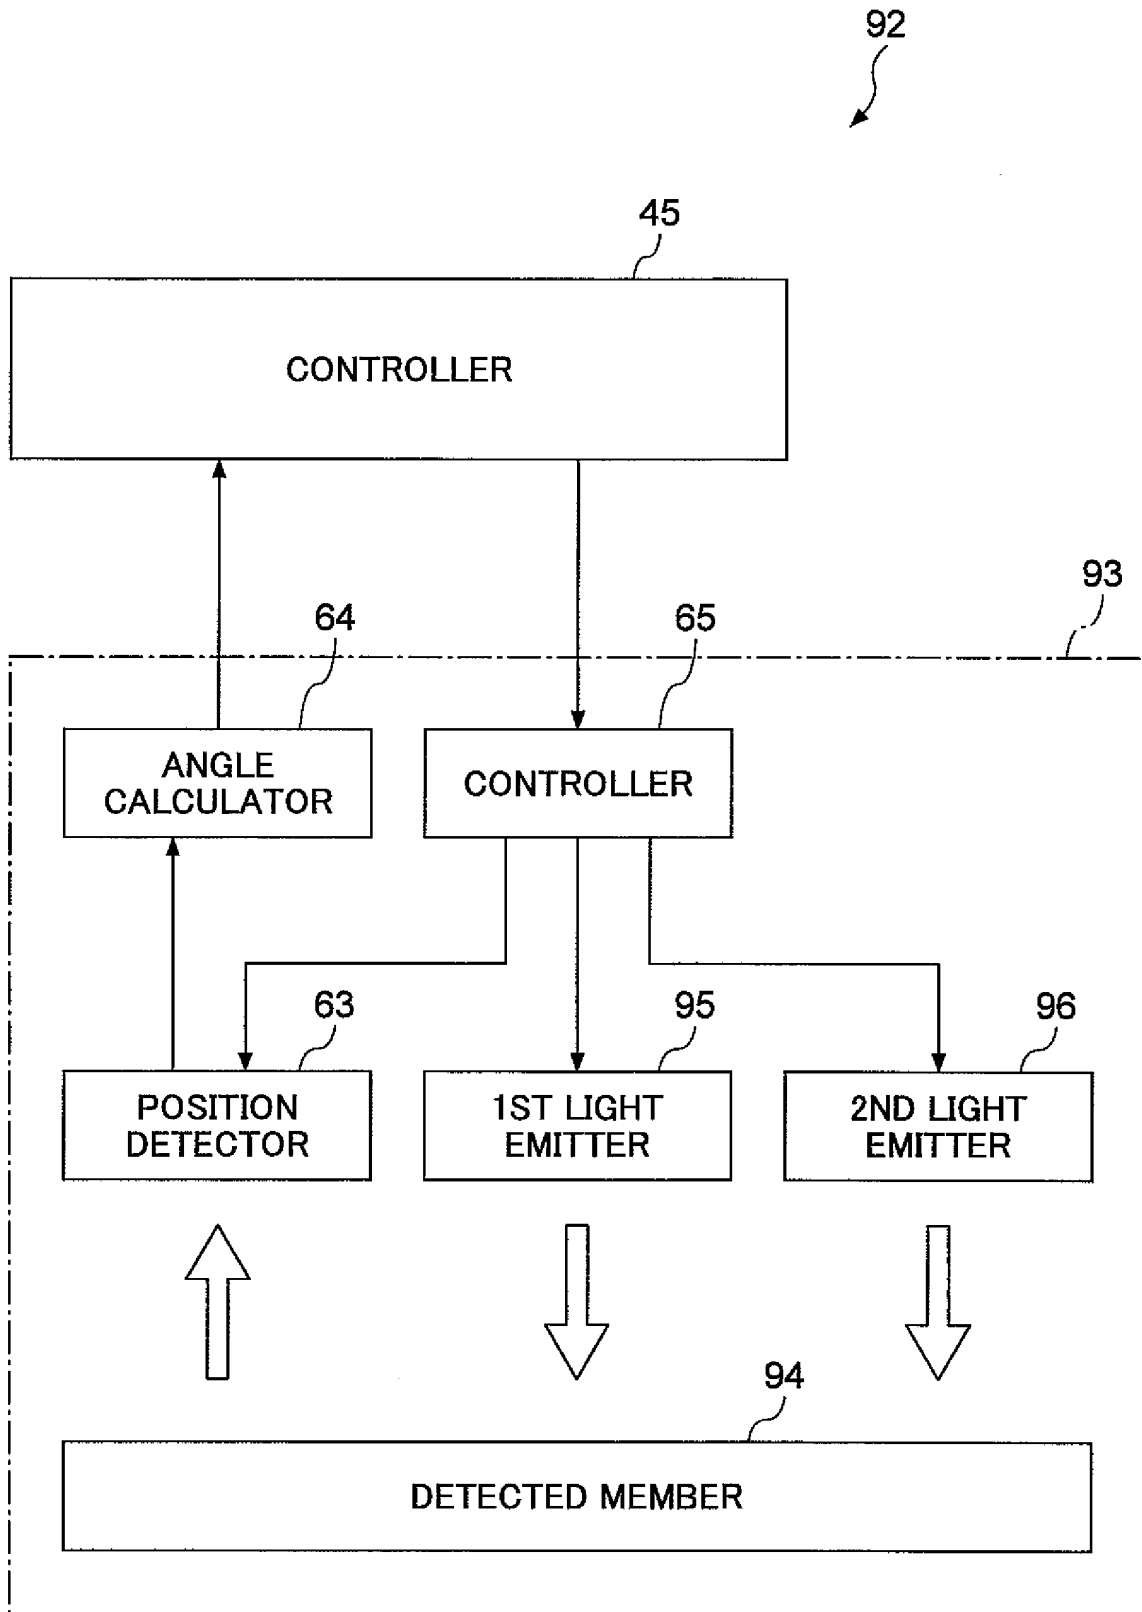 92
45
CONTROLLER
93
64
65
ANGLE
CALCULATOR
CONTROLLER
63
95
96
POSITION
DETECTOR
1ST LIGHT
EMITTER
2ND LIGHT
EMITTER
94
DETECTED MEMBER